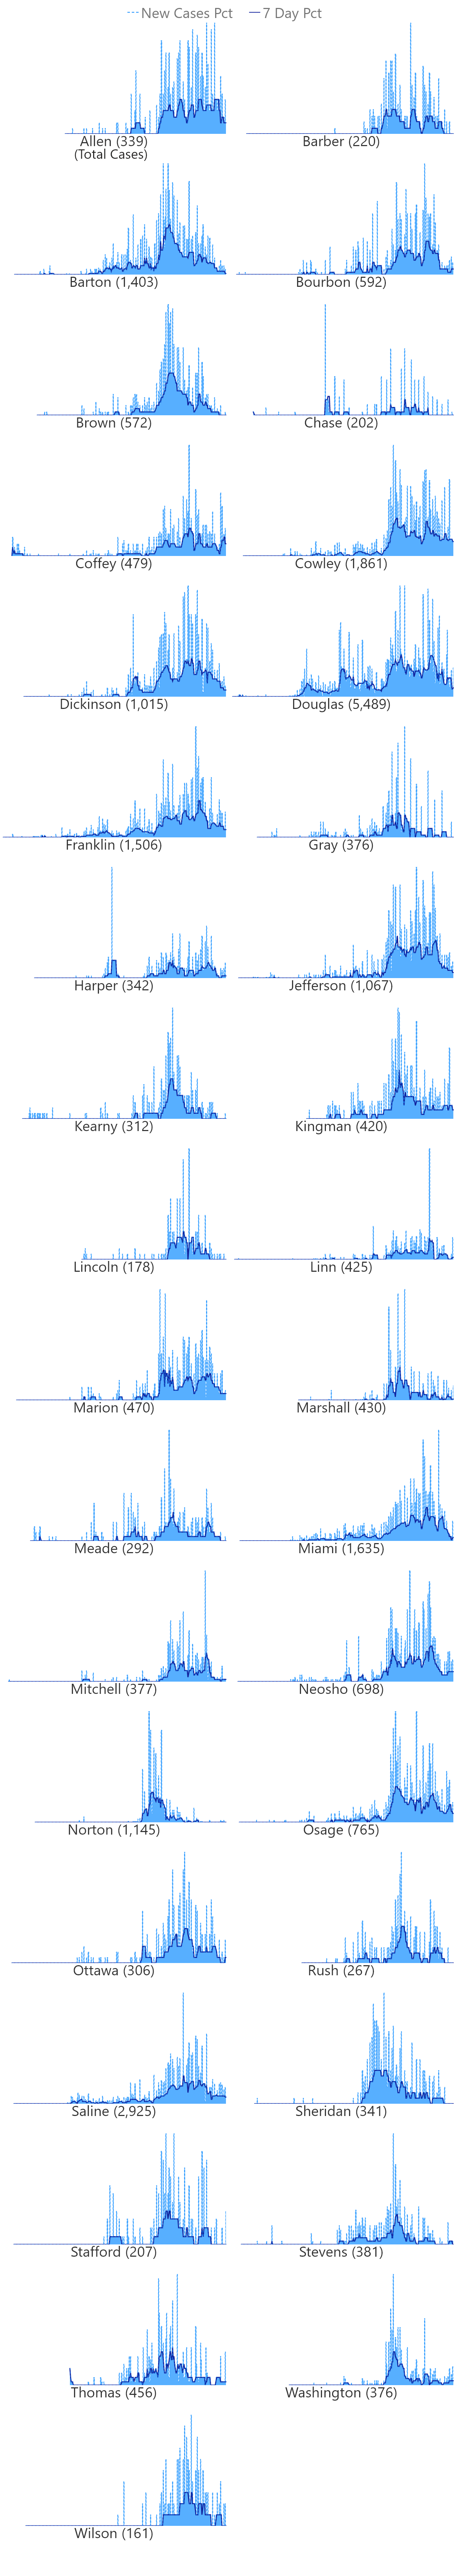 New Cases Pct 7 Day Pct
Allen (339) Barber (220)
(Total Cases)
Barton (1,403) Bourbon (592)
Brown (572) Chase (202)
Coffey (479) Cowley (1,861)
Dickinson (1,015) Douglas (5,489)
Franklin (1,506) Gray (376)
Harper (342) Jefferson (1,067)
Kearny (312) Kingman (420)
Lincoln (178) Linn (425)
Marion (470) Marshall (430)
Meade (292) Miami (1,635)
Mitchell (377) Neosho (698)
Norton (1,145) Osage (765)
Ottawa (306) Rush (267)
Saline (2,925) Sheridan (341)
Stafford (207) Stevens (381)
Thomas (456) Washington (376)
Wilson (161)